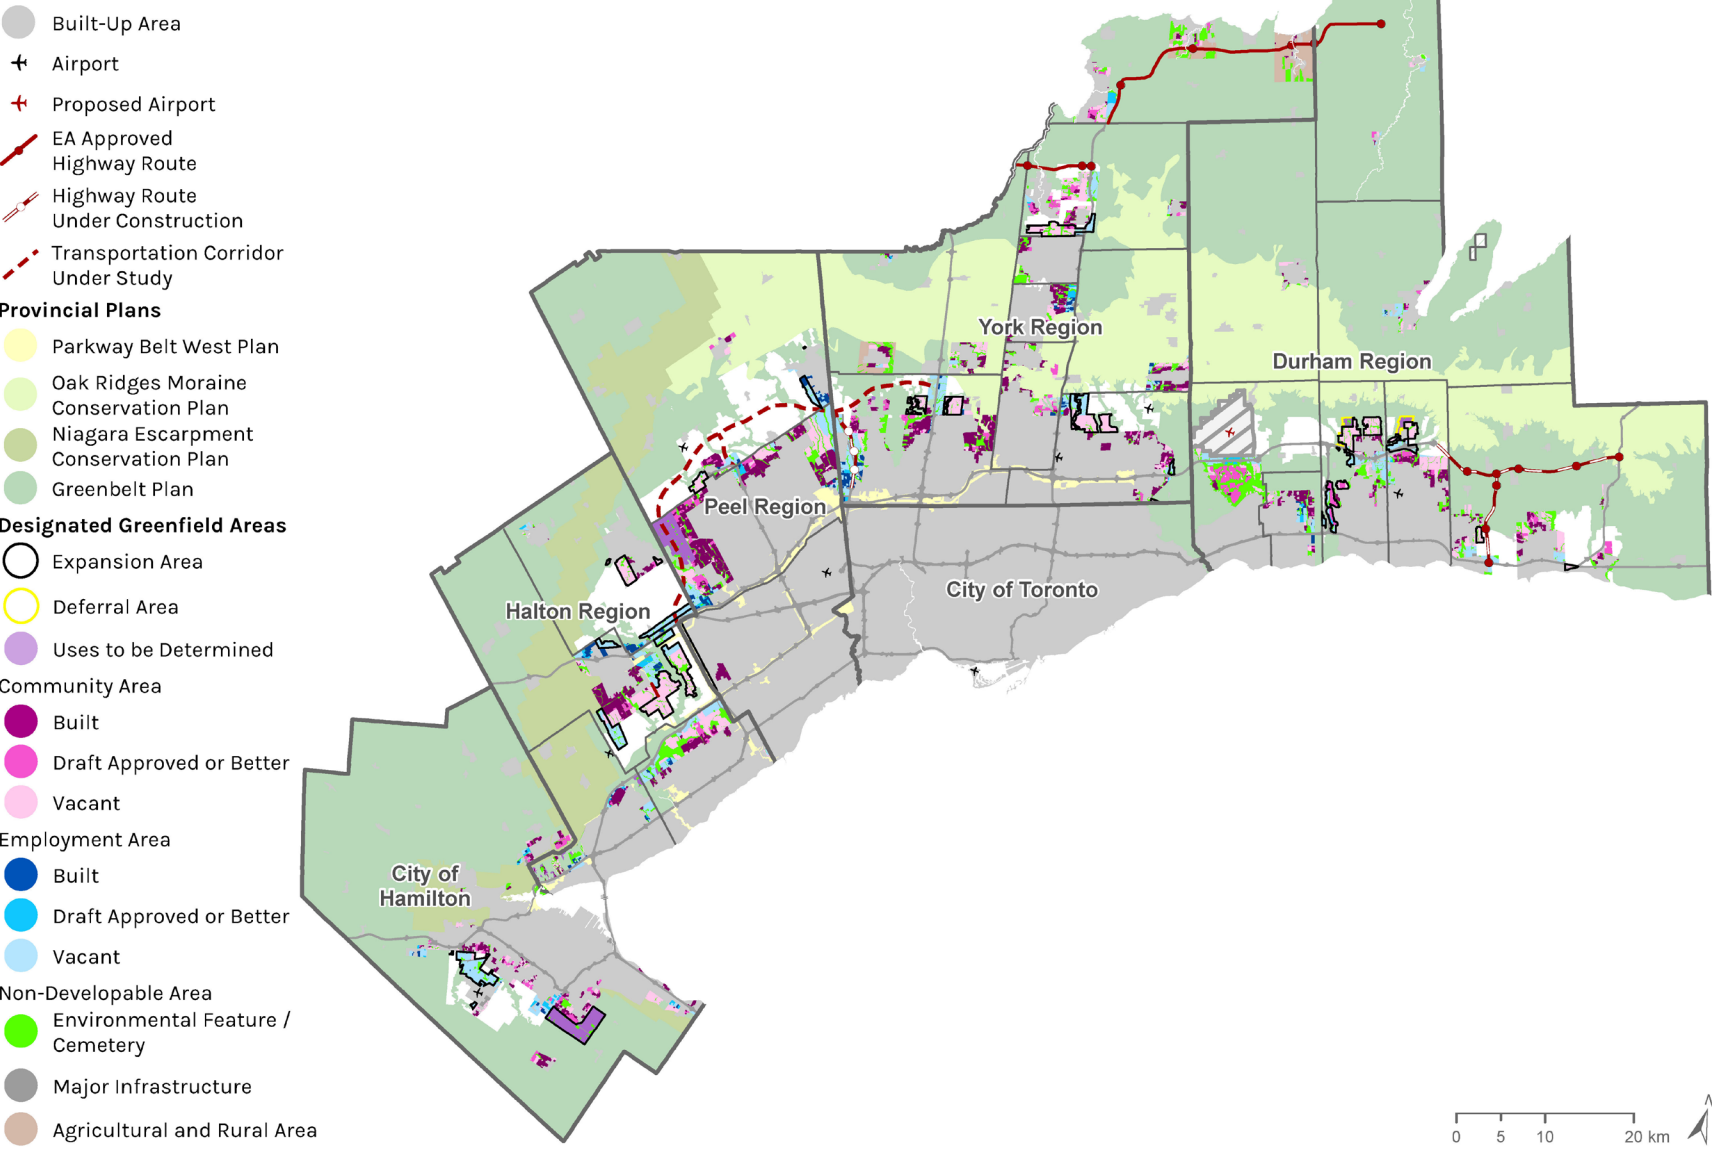 Built-Up Area
Airport
Proposed Airport
EA Approved
Highway Route
Highway Route
Under Construction
Transportation Corridor
Under Study
Provincial Plans
Parkway Belt West Plan
Oak Ridges Moraine
Conservation Plan
Niagara Escarpment
Conservation Plan
Greenbelt Plan
Designated Greenfield Areas
Expansion Area
Deferral Area
Uses to be Determined
Community Area
Built
Draft Approved or Better
Vacant
Employment Area
Built
Draft Approved or Better
Vacant
Non-Developable Area
Environmental Feature /
Cemetery
Major Infrastructure
Agricultural and Rural Area
York Region
Durham Region
Peel Region
City of Toronto
Halton Region
City of
Hamilton
0 5 10 20 km